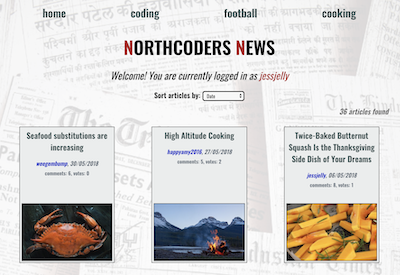 home coding football cooking
NORTHCODERS NEWS
Welcome! You are currently logged in as jessjelly
Sort articles by: Date
36 articles found
Seafood substitutions are
increasing
weegembump, 30/05/2018
comments: 6, votes: 0
High Altitude Cooking
happyamy2016, 27/05/2018
comments: 5, votes: 2
Twice-Baked Butternut
Squash Is the Thanksgiving
Side Dish of Your Dreams
jessjelly, 06/05/2018
comments: 8, votes: 1